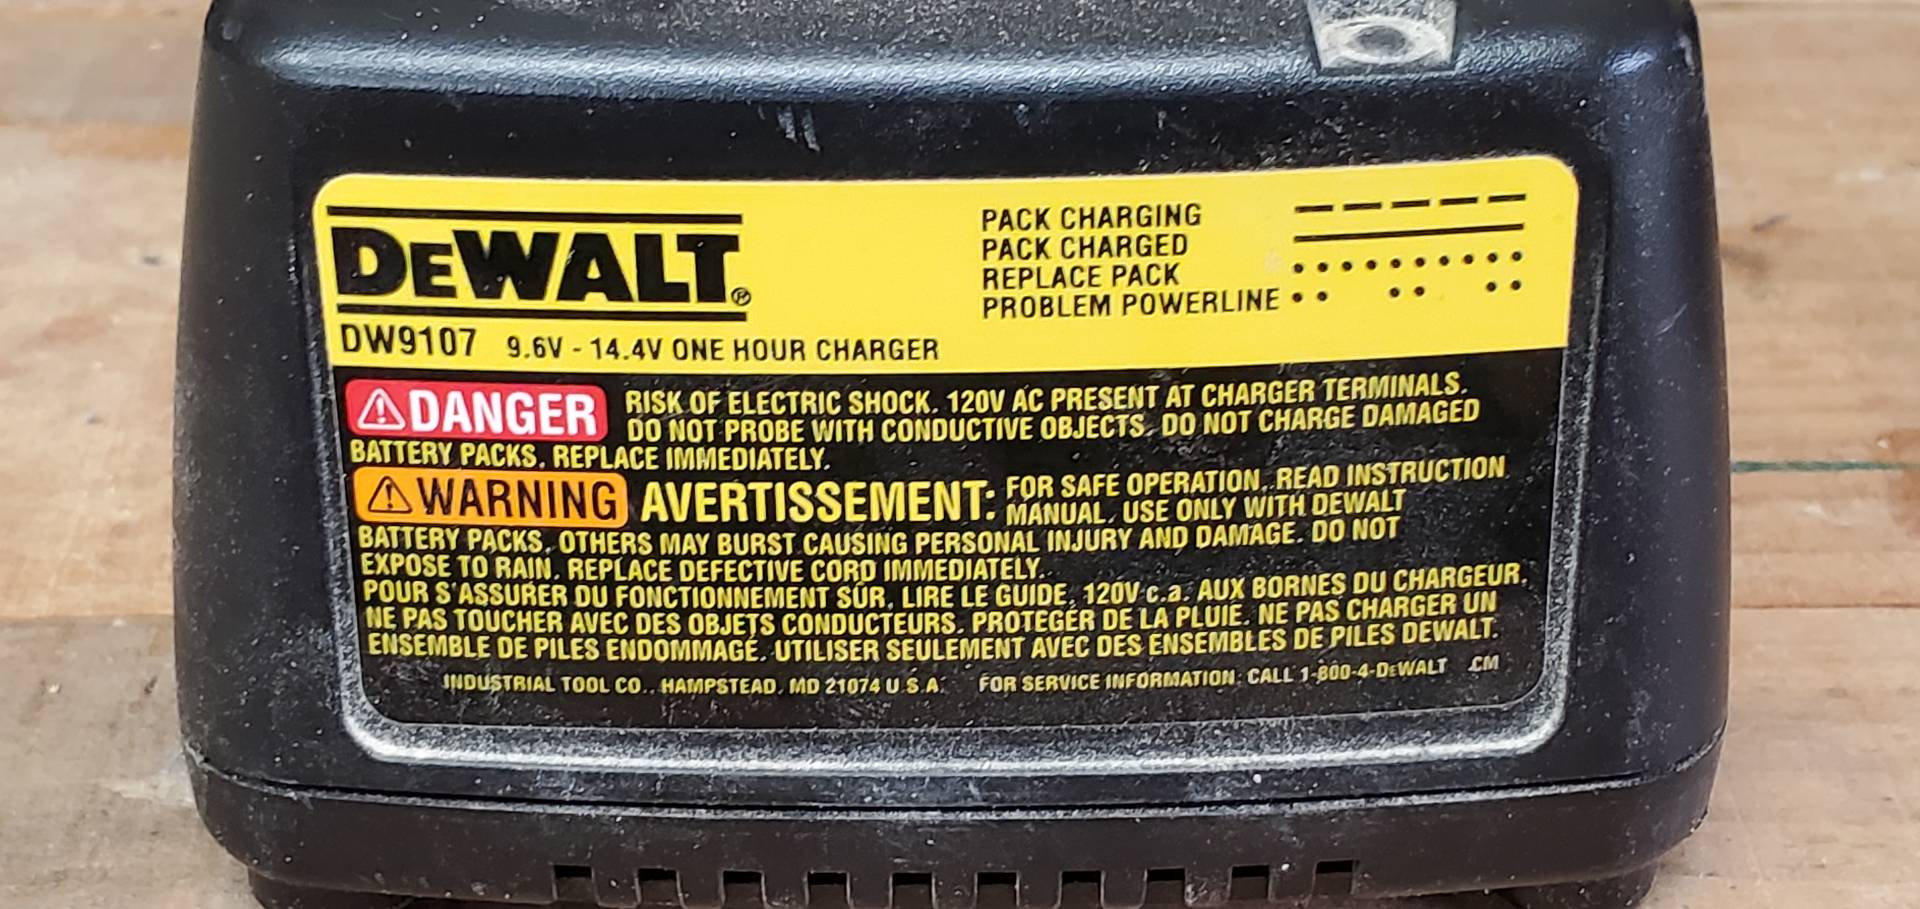 DEWALT®
DW9107 9.6V - 14.4V ONE HOUR CHARGER
PACK CHARGING
PACK CHARGED
REPLACE PACK
PROBLEM POWERLINE
DANGER RISK OF ELECTRIC SHOCK. 120V AC PRESENT AT CHARGER TERMINALS.
DO NOT PROBE WITH CONDUCTIVE OBJECTS. DO NOT CHARGE DAMAGED
BATTERY PACKS. REPLACE IMMEDIATELY.
WARNING AVERTISSEMENT: FOR SAFE OPERATION, READ INSTRUCTION
MANUAL. USE ONLY WITH DEWALT
BATTERY PACKS. OTHERS MAY BURST CAUSING PERSONAL INJURY AND DAMAGE. DO NOT
EXPOSE TO RAIN. REPLACE DEFECTIVE CORD IMMEDIATELY.
POUR S'ASSURER DU FONCTIONNEMENT SÛR, LIRE LE GUIDE. 120V c.a. AUX BORNES DU CHARGEUR.
NE PAS TOUCHER AVEC DES OBJETS CONDUCTEURS. PROTÉGER DE LA PLUIE. NE PAS CHARGER UN
ENSEMBLE DE PILES ENDOMMAGÉ. UTILISER SEULEMENT AVEC DES ENSEMBLES DE PILES DEWALT.
INDUSTRIAL TOOL CO., HAMPSTEAD, MD 21074 U.S.A. FOR SERVICE INFORMATION CALL 1-800-4-DEWALT CM